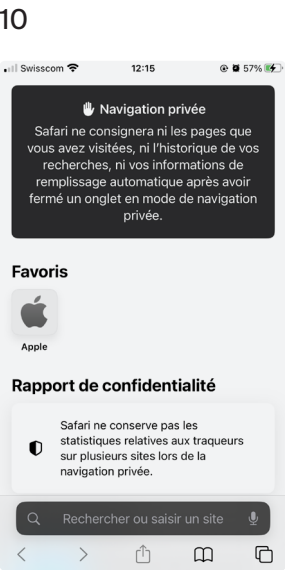 10
Swisscom 12:15 57%
Navigation privée
Safari ne consignera ni les pages que
vous avez visitées, ni l'historique de vos
recherches, ni vos informations de
remplissage automatique après avoir
fermé un onglet en mode de navigation
privée.
Favoris
Apple
Rapport de confidentialité
Safari ne conserve pas les
statistiques relatives aux traqueurs
sur plusieurs sites lors de la
navigation privée.
Rechercher ou saisir un site